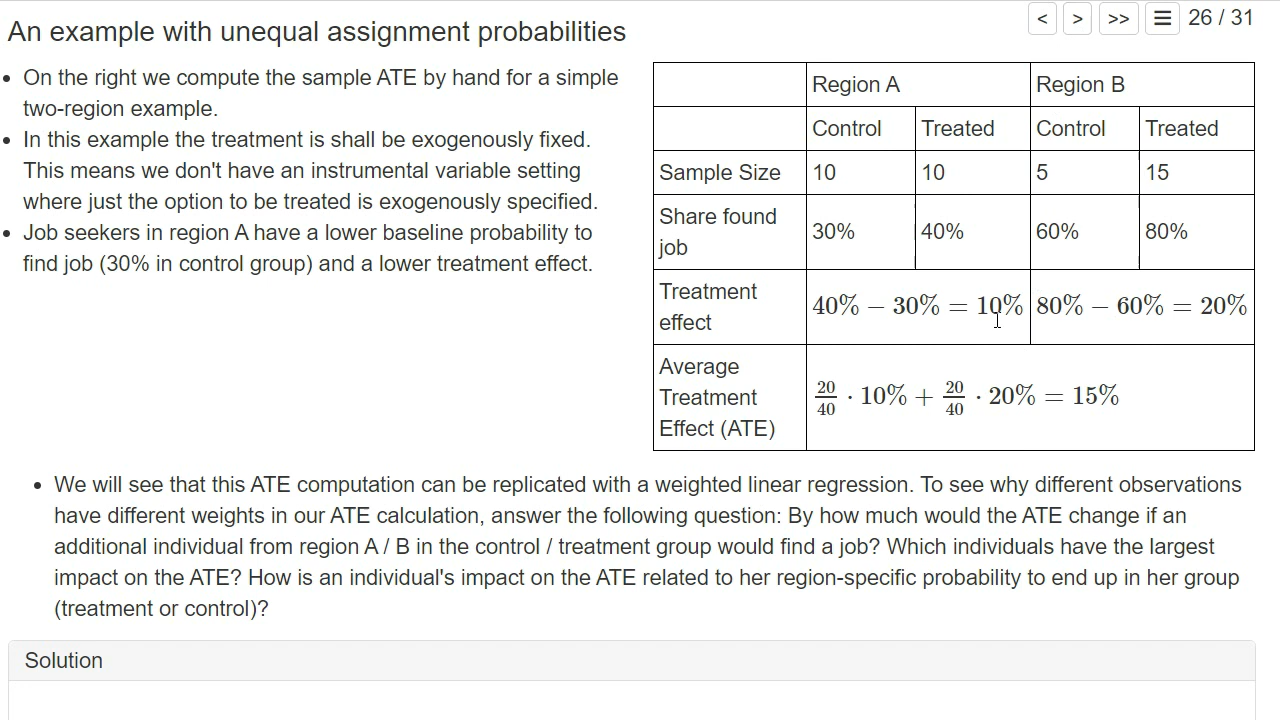 An example with unequal assignment probabilities
< > >> ☰ 26 / 31
• On the right we compute the sample ATE by hand for a simple
two-region example.
• In this example the treatment is shall be exogenously fixed.
This means we don't have an instrumental variable setting
where just the option to be treated is exogenously specified.
• Job seekers in region A have a lower baseline probability to
find job (30% in control group) and a lower treatment effect.
Region A Region B
Control Treated Control Treated
Sample Size 10 10 5 15
Share found
job 30% 40% 60% 80%
Treatment
effect 40% − 30% = 10% 80% − 60% = 20%
Average
Treatment
Effect (ATE) 20/40 · 10% + 20/40 · 20% = 15%
• We will see that this ATE computation can be replicated with a weighted linear regression. To see why different observations
have different weights in our ATE calculation, answer the following question: By how much would the ATE change if an
additional individual from region A / B in the control / treatment group would find a job? Which individuals have the largest
impact on the ATE? How is an individual's impact on the ATE related to her region-specific probability to end up in her group
(treatment or control)?
Solution